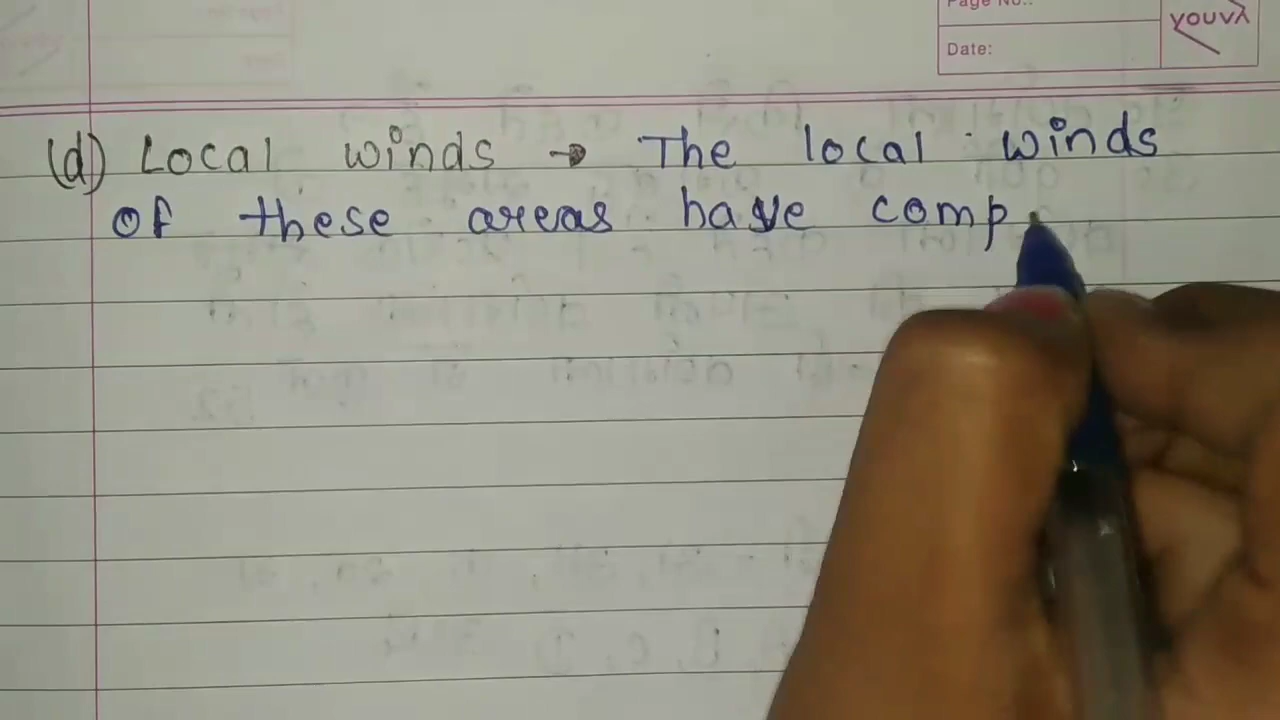 Page No.:
Date:
youva
(d) Local winds → The local winds
of these areas have comp